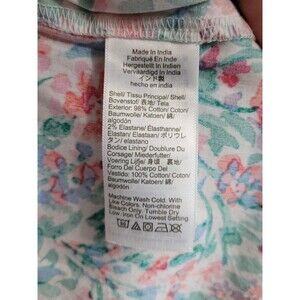 Made In India
Fabriqué En Inde
Hergestellt In Indien
Vervaardigd In India
インド製
hecho en india
Shell/ Tissu Principal/ Shell/
Bovenstof/ 表地/ Tela
Exterior: 98% Cotton/ Coton/
Baumwolle/ Katoen/ 綿/
algodón
2% Elastane/ Elasthanne/
Elastan/ Elastaan/ ポリウレタ
ン/ elastano
Bodice Lining/ Doublure Du
Corsage/ Miederfutter/
Voering Lijfje/ 身頃 裏地/
Forro Del Cuerpo Del
Vestido: 100% Cotton/ Coton/
Baumwolle/ Katoen/ 綿/
algodón
Machine Wash Cold. With
Like Colors. Non-chlorine
Bleach Only. Tumble Dry
Low. Iron On Lowest Setting